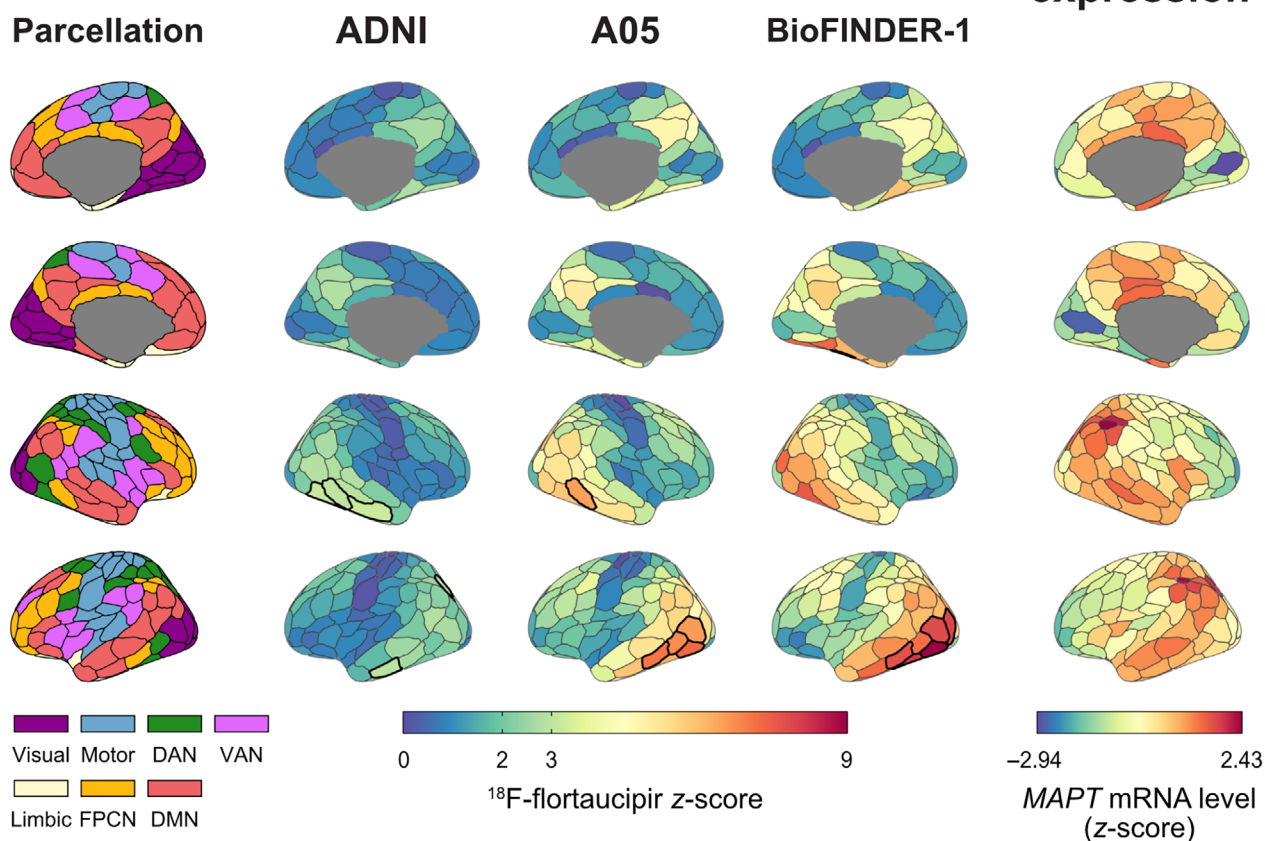 expression
Parcellation ADNI A05 BioFINDER-1
Visual Motor DAN VAN
Limbic FPCN DMN
0 2 3 9
¹⁸F-flortaucipir z-score
−2.94 2.43
MAPT mRNA level
(z-score)